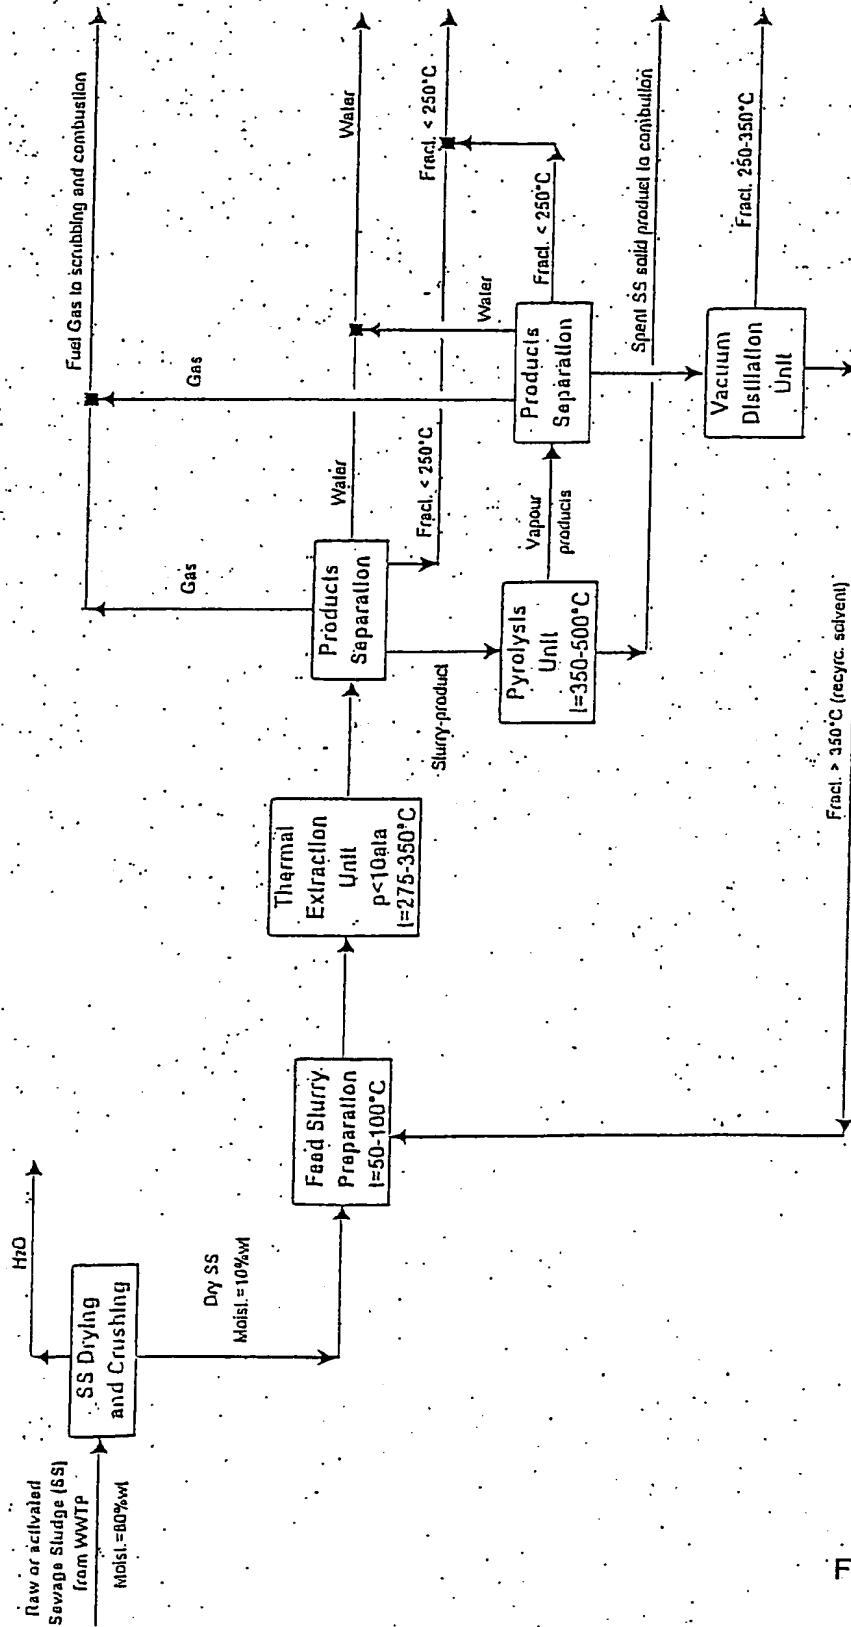 Raw or activated
Sewage Sludge (SS)
from WWTP
Moist.=80%wt
SS Drying
and Crushing
H2O
Dry SS
Moist.=10%wt
Feed Slurry
Preparation
t=50-100°C
Thermal
Extraction
Unit
p<10ata
t=275-350°C
Products
Separation
Gas
Fuel Gas to scrubbing and combustion
Water
Water
Fract. < 250°C
Fract. < 250°C
Slurry-product
Pyrolysis
Unit
t=350-500°C
Vapour
products
Products
Separation
Gas
Water
Fract. < 250°C
Spent SS solid product to combution
Vacuum
Distillation
Unit
Fract. 250-350°C
Fract. > 350°C (recyrc. solvent)
F